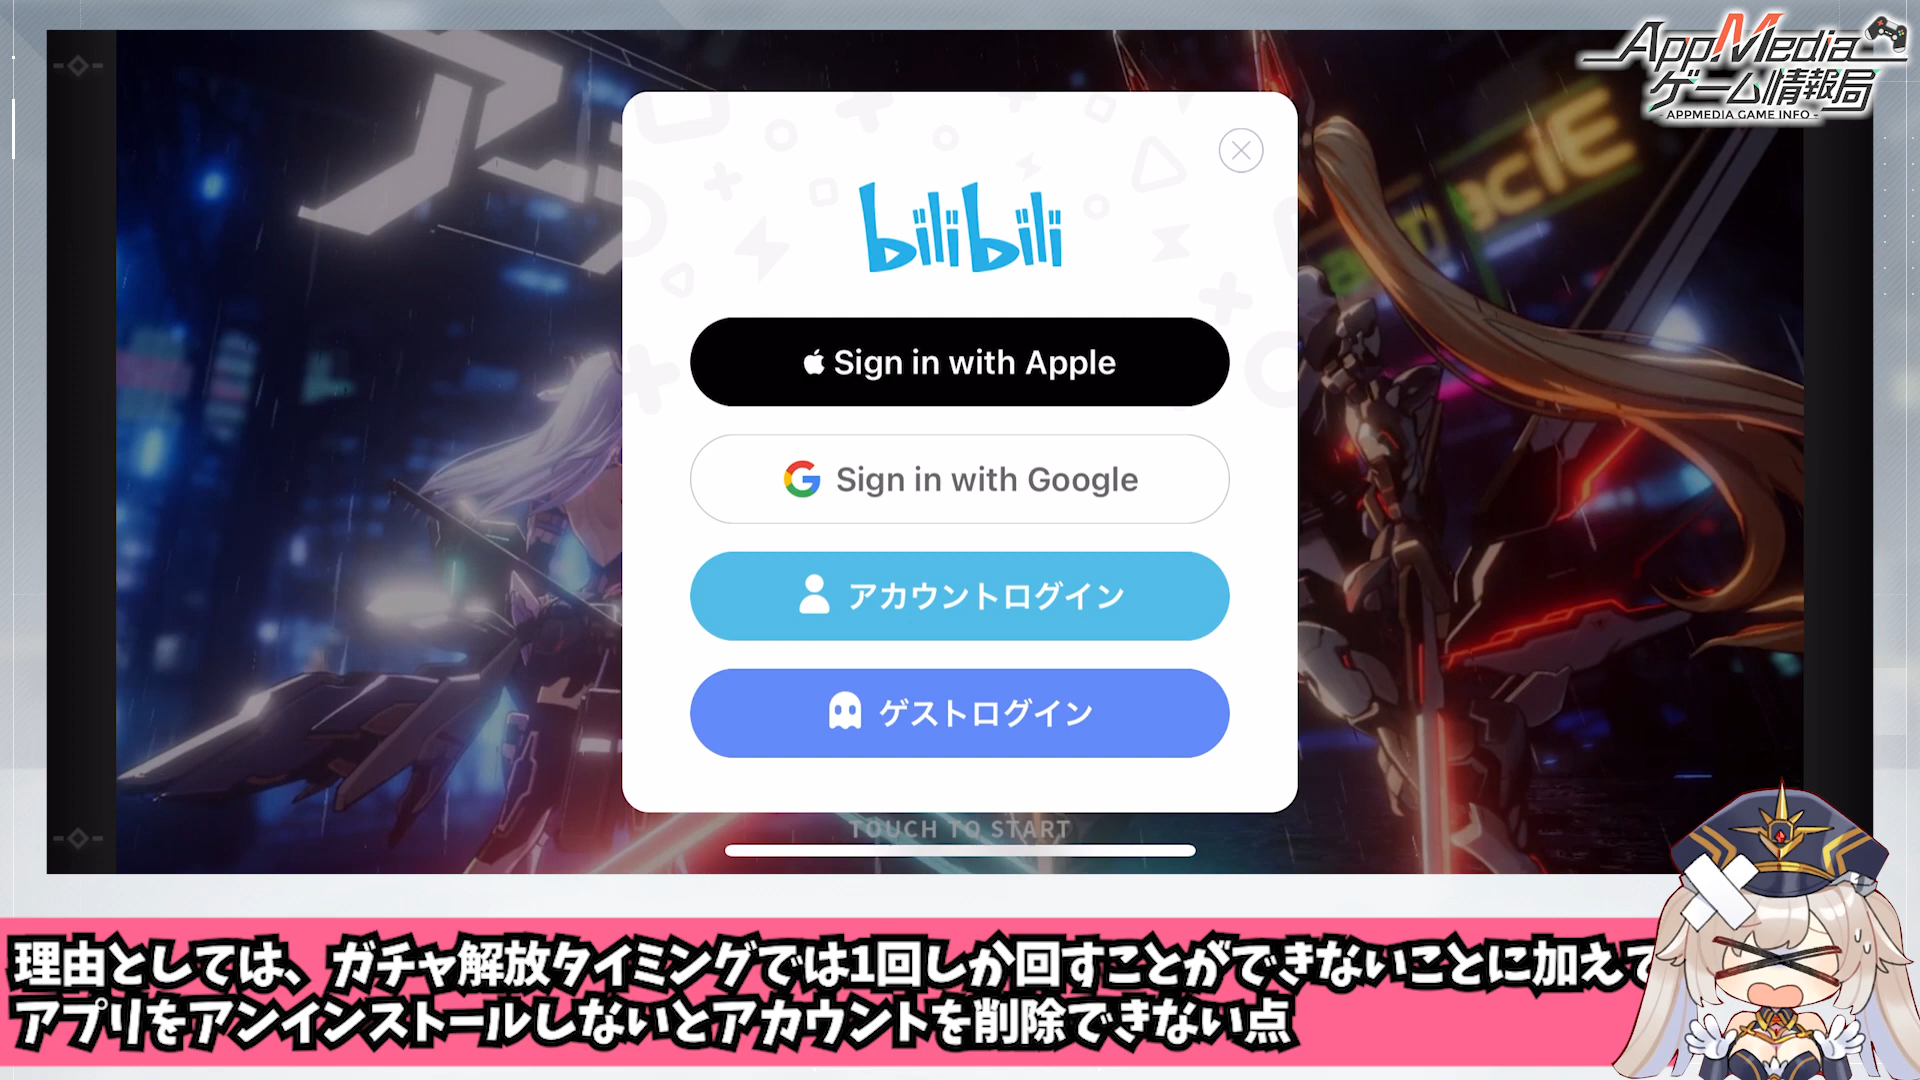 AppMedia
ゲーム情報局
- APPMEDIA GAME INFO -
bilibili
Sign in with Apple
Sign in with Google
アカウントログイン
ゲストログイン
TOUCH TO START
理由としては、ガチャ解放タイミングでは1回しか回すことができないことに加えて
アプリをアンインストールしないとアカウントを削除できない点